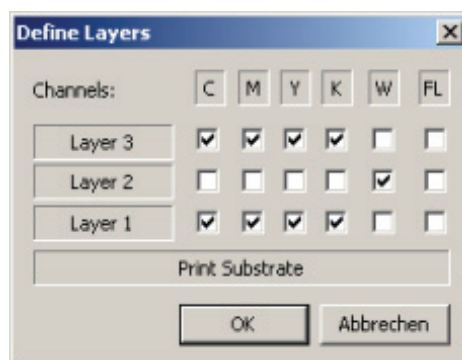 Define Layers
Channels: C M Y K W FL
Layer 3
Layer 2
Layer 1
Print Substrate
OK Abbrechen